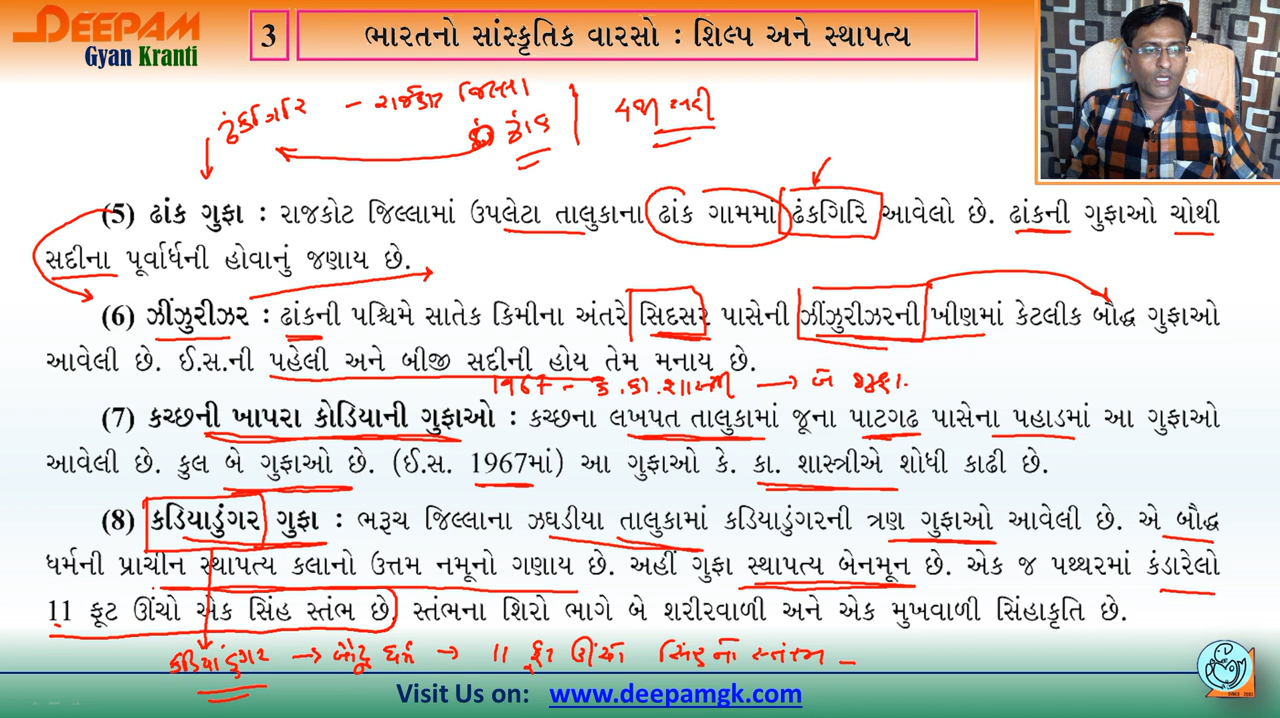 DEEPAM
Gyan Kranti
3
ભારતનો સાંસ્કૃતિક વારસો : શિલ્પ અને સ્થાપત્ય
ઢંકગિરિ – રાજકોટ જિલ્લા
ઢાંક
4થી સદી
(5) ઢાંક ગુફા : રાજકોટ જિલ્લામાં ઉપલેટા તાલુકાના ઢાંક ગામમા ઢંકગિરિ આવેલો છે. ઢાંકની ગુફાઓ ચોથી
સદીના પૂર્વાર્ધની હોવાનું જણાય છે.
(6) ઝીંઝુરીઝર : ઢાંકની પશ્ચિમે સાતેક કિમીના અંતરે સિદસર પાસેની ઝીંઝુરીઝરની ખીણમાં કેટલીક બૌદ્ધ ગુફાઓ
આવેલી છે. ઈ.સ.ની પહેલી અને બીજી સદીની હોય તેમ મનાય છે.
1967 – કે.કા.શાસ્ત્રી → બે ગુફા.
(7) કચ્છની ખાપરા કોડિયાની ગુફાઓ : કચ્છના લખપત તાલુકામાં જૂના પાટગઢ પાસેના પહાડમાં આ ગુફાઓ
આવેલી છે. કુલ બે ગુફાઓ છે. (ઈ.સ. 1967માં) આ ગુફાઓ કે. કા. શાસ્ત્રીએ શોધી કાઢી છે.
(8) કડિયાડુંગર ગુફા : ભરૂચ જિલ્લાના ઝઘડીયા તાલુકામાં કડિયાડુંગરની ત્રણ ગુફાઓ આવેલી છે. એ બૌદ્ધ
ધર્મની પ્રાચીન સ્થાપત્ય કલાનો ઉત્તમ નમૂનો ગણાય છે. અહીં ગુફા સ્થાપત્ય બેનમૂન છે. એક જ પથ્થરમાં કંડારેલો
11 ફૂટ ઊંચો એક સિંહ સ્તંભ છે. સ્તંભના શિરો ભાગે બે શરીરવાળી અને એક મુખવાળી સિંહાકૃતિ છે.
કડિયાડુંગર → બૌદ્ધ ધર્મ → 11 ફૂટ ઊંચો સિંહનો સ્તંભ –
Visit Us on: www.deepamgk.com